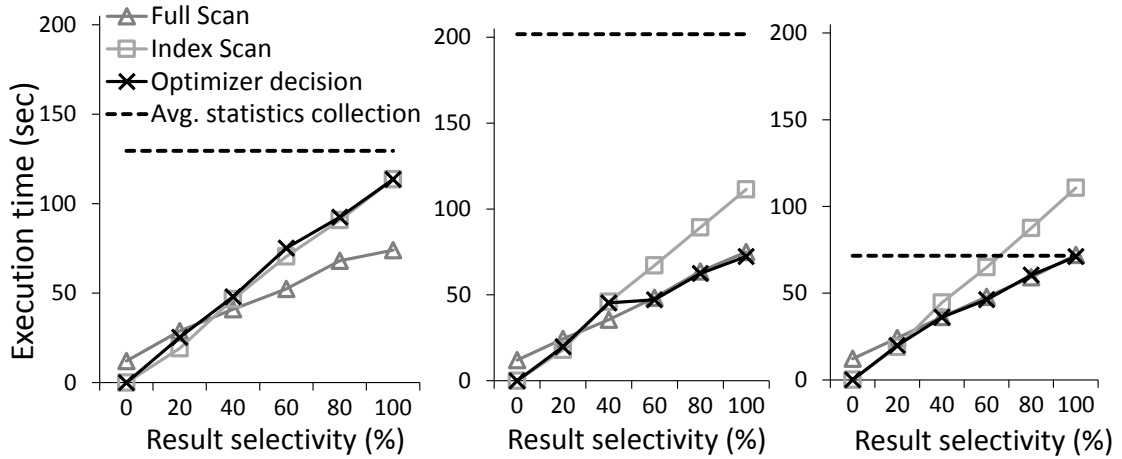 Execution time (sec)
200
150
100
50
0
Full Scan
Index Scan
Optimizer decision
Avg. statistics collection
0 20 40 60 80 100
Result selectivity (%)
200
150
100
50
0
0 20 40 60 80 100
Result selectivity (%)
200
150
100
50
0
0 20 40 60 80 100
Result selectivity (%)